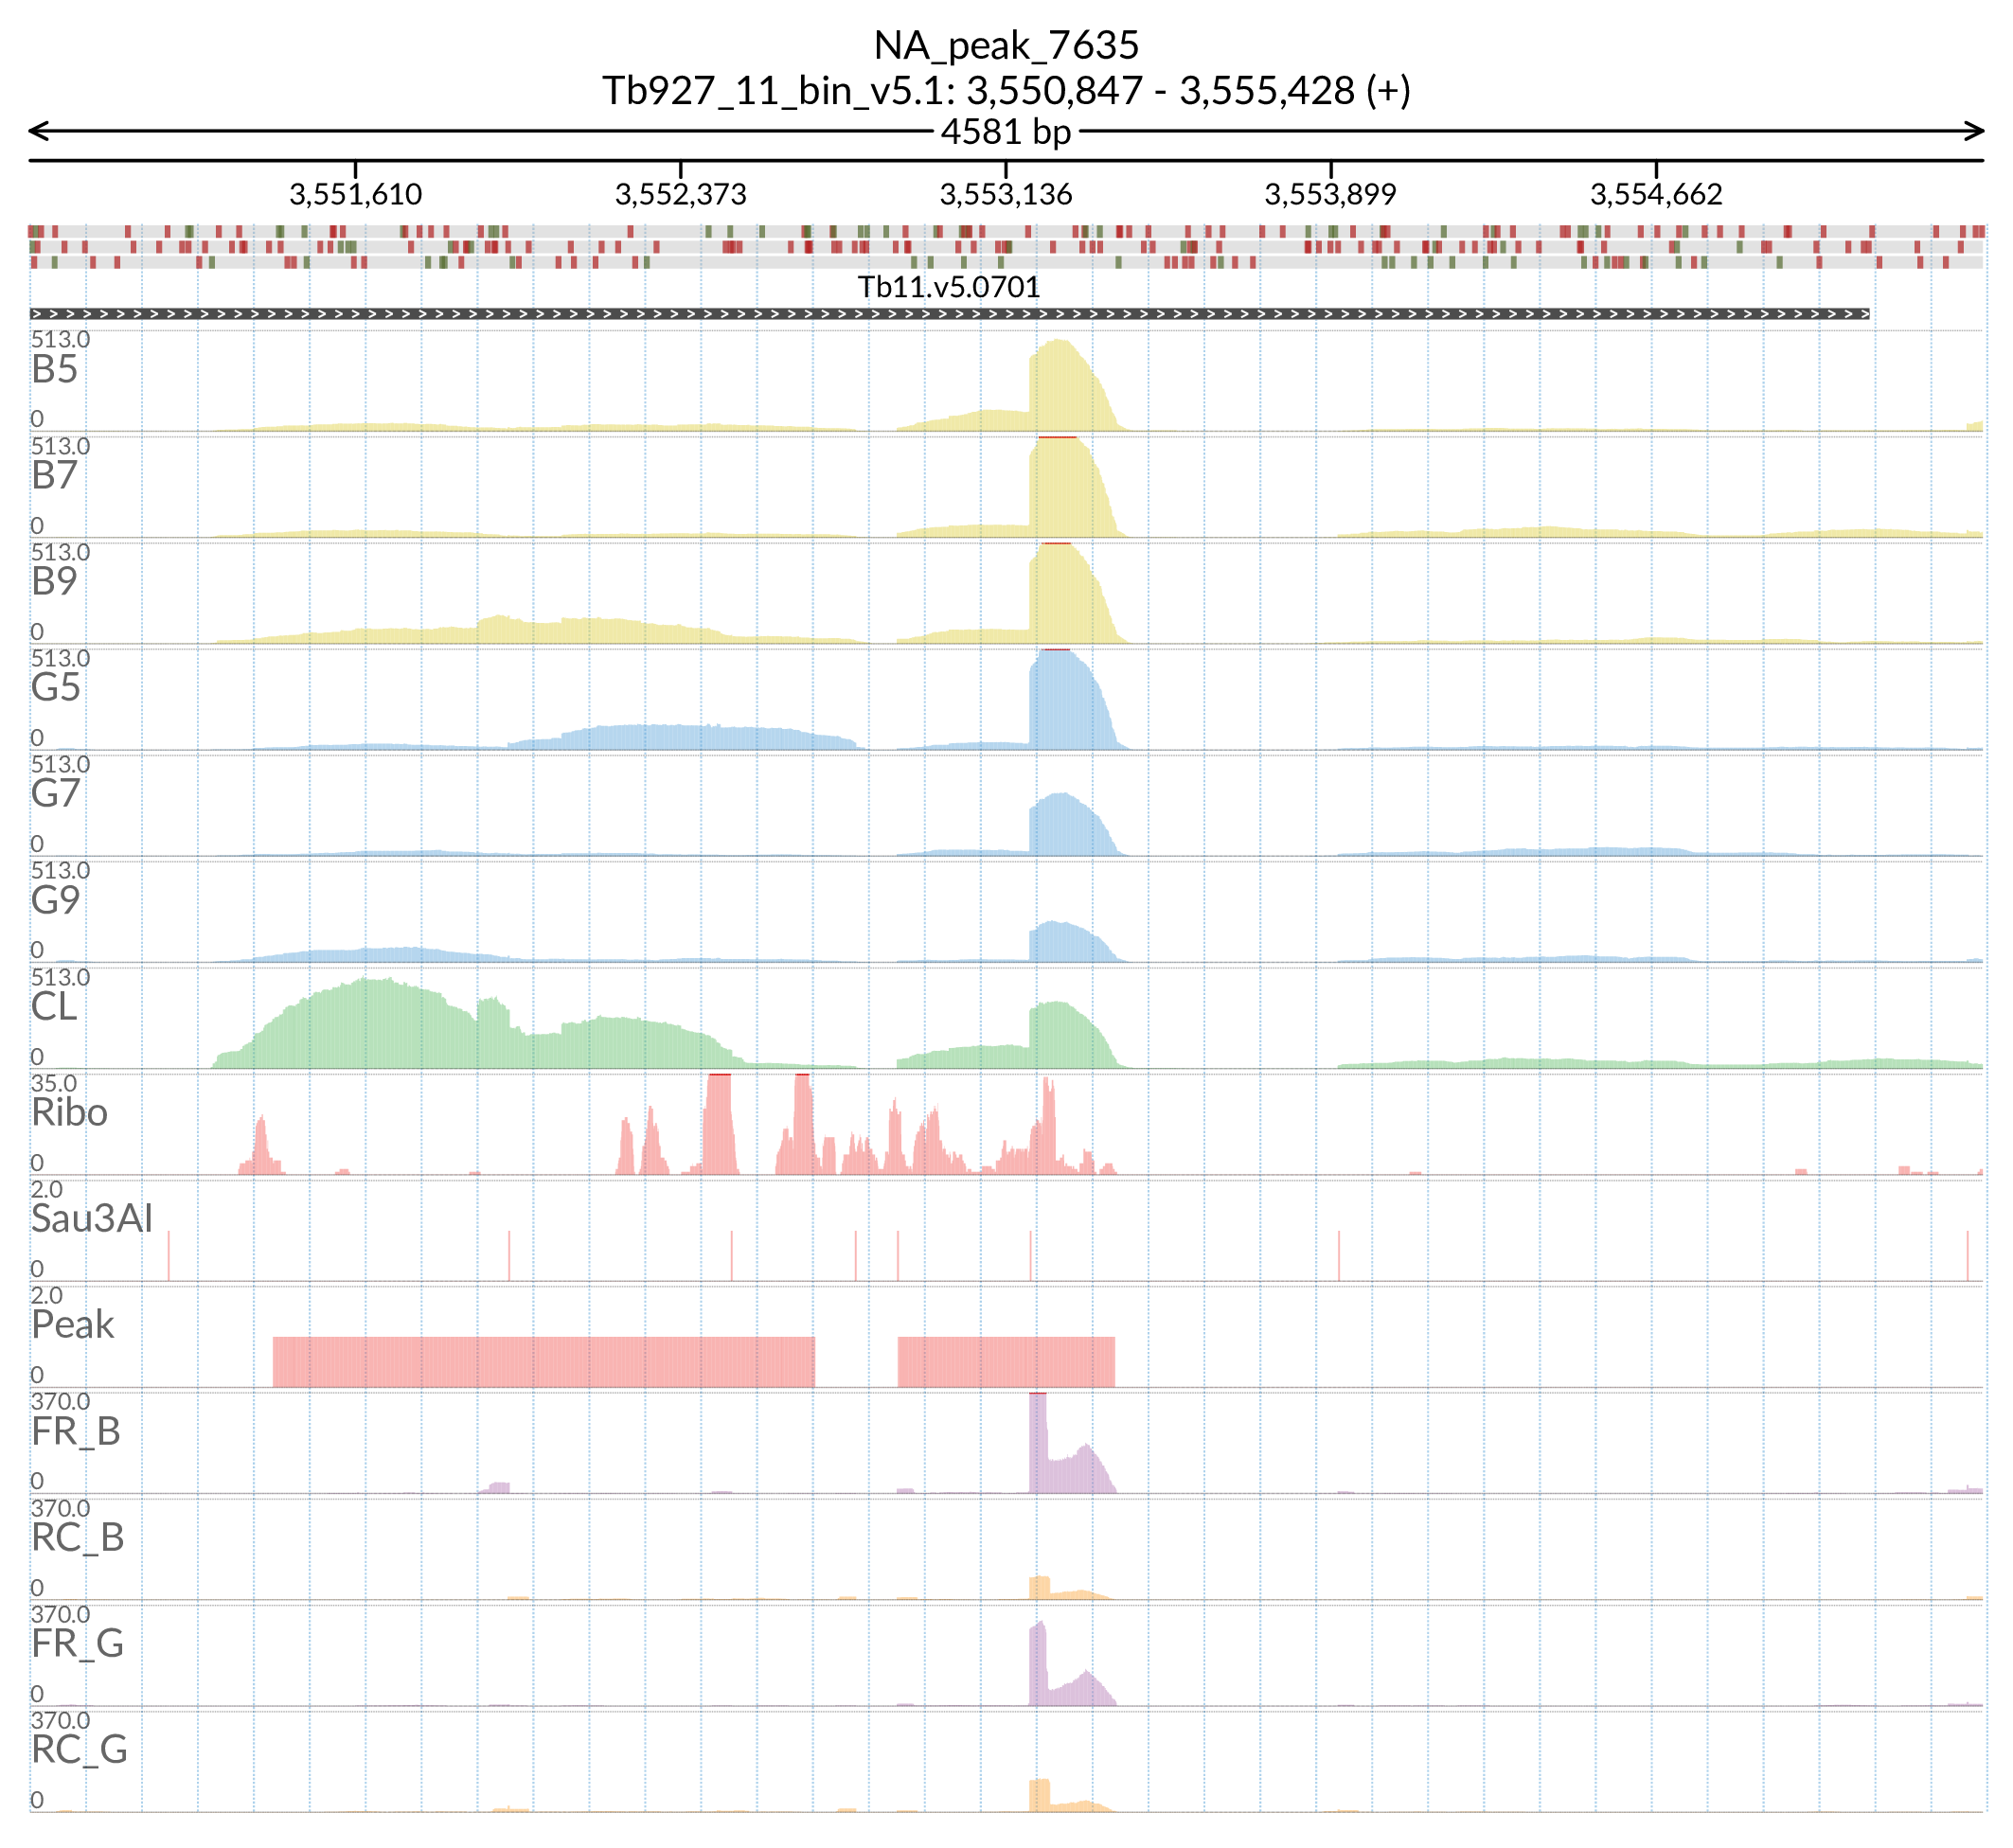 NA_peak_7635
Tb927_11_bin_v5.1: 3,550,847 - 3,555,428 (+)
4581 bp
3,551,610 3,552,373 3,553,136 3,553,899 3,554,662
Tb11.v5.0701
513.0
B5
0
513.0
B7
0
513.0
B9
0
513.0
G5
0
513.0
G7
0
513.0
G9
0
513.0
CL
0
35.0
Ribo
0
2.0
Sau3AI
0
2.0
Peak
0
370.0
FR_B
0
370.0
RC_B
0
370.0
FR_G
0
370.0
RC_G
0